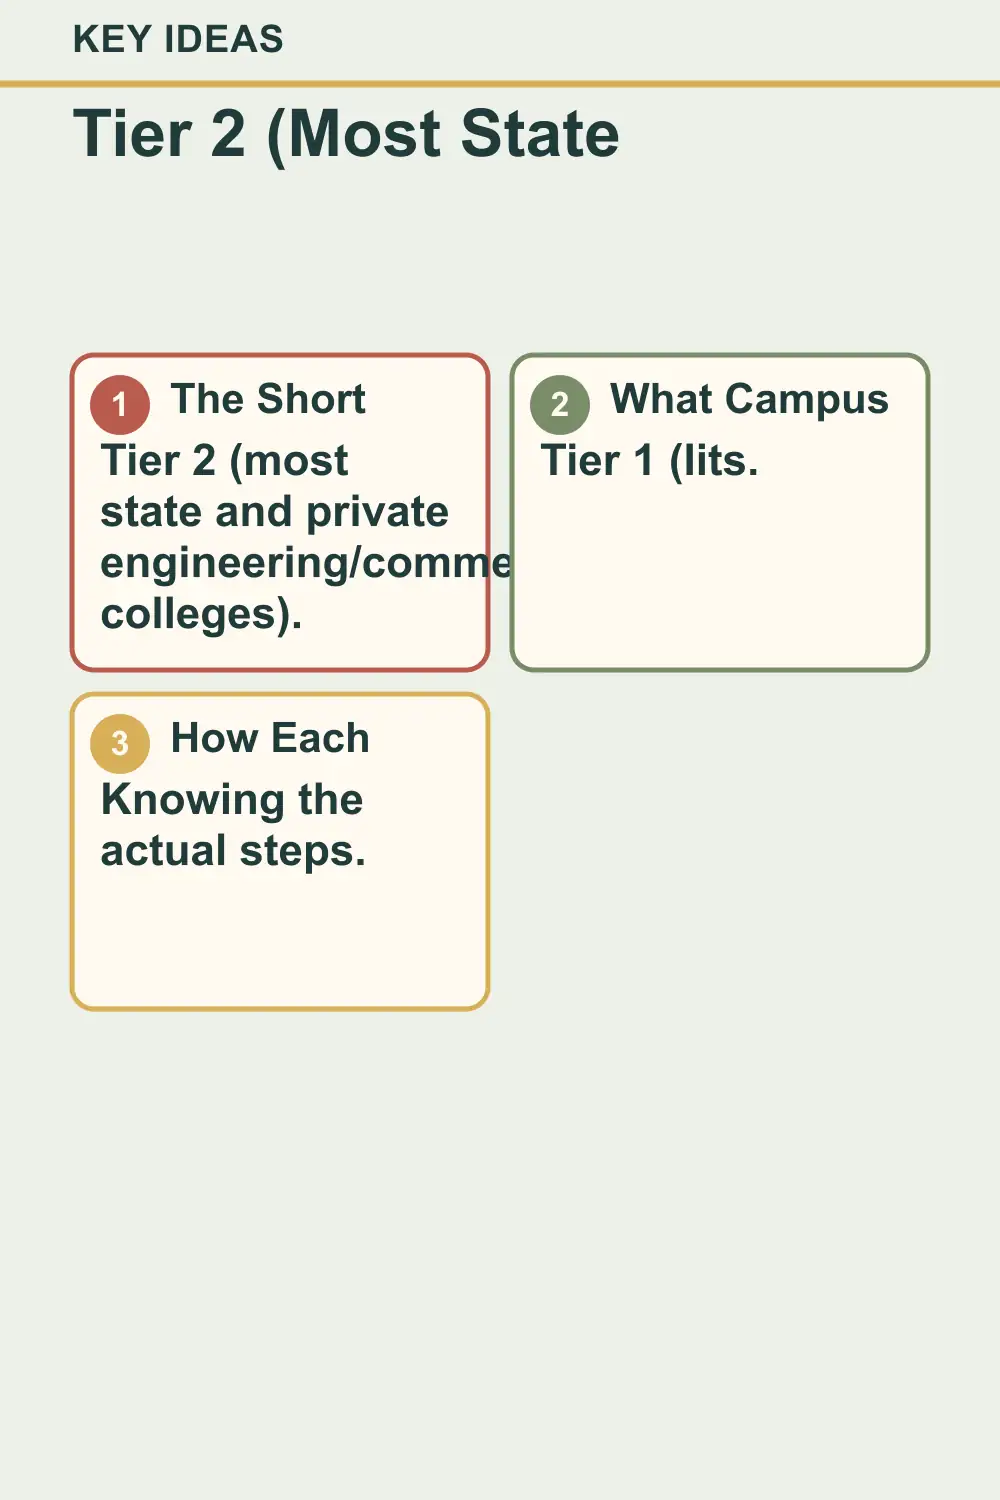 KEY IDEAS
Tier 2 (Most State
1 The Short
Tier 2 (most
state and private
engineering/comme
colleges).
2 What Campus
Tier 1 (lits.
3 How Each
Knowing the
actual steps.